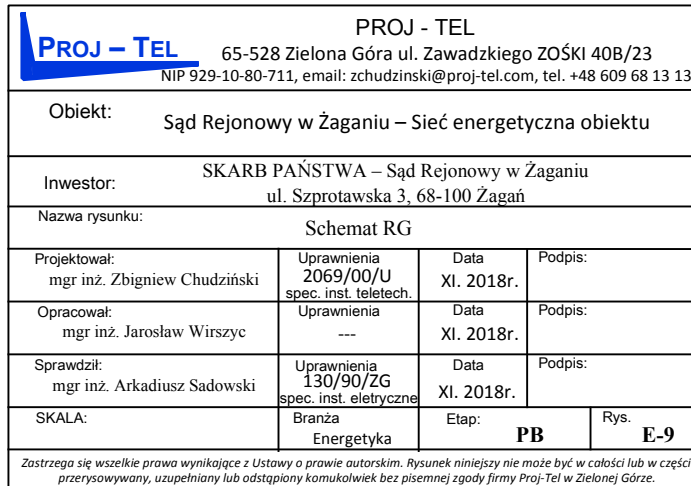 PROJ – TEL
PROJ - TEL
65-528 Zielona Góra ul. Zawadzkiego ZOŚKI 40B/23
NIP 929-10-80-711, email: zchudzinski@proj-tel.com, tel. +48 609 68 13 13
Obiekt:
Sąd Rejonowy w Żaganiu – Sieć energetyczna obiektu
Inwestor:
SKARB PAŃSTWA – Sąd Rejonowy w Żaganiu
ul. Szprotawska 3, 68-100 Żagań
Nazwa rysunku:
Schemat RG
Projektował:
mgr inż. Zbigniew Chudziński
Uprawnienia
2069/00/U
spec. inst. teletech.
Data
XI. 2018r.
Podpis:
Opracował:
mgr inż. Jarosław Wirszyc
Uprawnienia
---
Data
XI. 2018r.
Podpis:
Sprawdził:
mgr inż. Arkadiusz Sadowski
Uprawnienia
130/90/ZG
spec. inst. eletryczne
Data
XI. 2018r.
Podpis:
SKALA:
Branża
Energetyka
Etap:
PB
Rys.
E-9
Zastrzega się wszelkie prawa wynikające z Ustawy o prawie autorskim. Rysunek niniejszy nie może być w całości lub w części
przerysowywany, uzupełniany lub odstąpiony komukolwiek bez pisemnej zgody firmy Proj-Tel w Zielonej Górze.